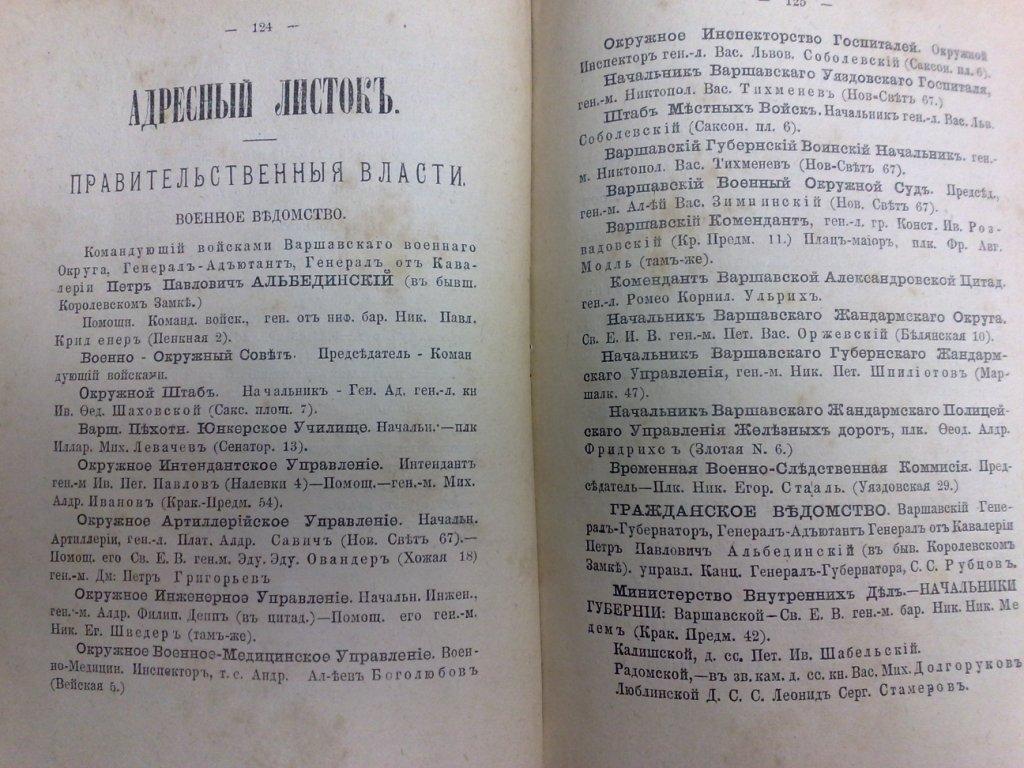 — 124 —
АДРЕСНЫЙ ЛИСТОКЪ.
ПРАВИТЕЛЬСТВЕННЫЯ ВЛАСТИ.
ВОЕННОЕ ВѢДОМСТВО.
Командующій войсками Варшавскаго военнаго
Округа, Генералъ-Адъютантъ, Генералъ отъ Кава-
леріи Петръ Павловичъ АЛЬБЕДИНСКІЙ (въ бывш.
Королевскомъ Замкѣ.)
Помощн. Команд. войск., ген. отъ инф. бар. Ник. Павл.
Криденеръ (Пенкная 2).
Военно-Окружный Совѣтъ. Предсѣдатель-Коман
дующій войсками.
Окружной Штабъ. Начальникъ-Ген. Ад. ген.-л. кн
Ив. Ѳед. Шаховской (Сакс. площ. 7).
Варш. Пѣхотн. Юнкерское Училище. Начальн.—плк
Иллар. Мих. Левачевъ (Сенатор. 13).
Окружное Интендантское Управленіе. Интендантъ
ген.-м Ив. Пег. Павловъ (Налевки 4)—Помощ.—ген.-м. Мих.
Алдр. Ивановъ (Крак.-Предм. 54).
Окружное Артиллерійское Управленіе. Начальн.
Артиллеріи, ген.-л. Плат. Алдр. Савичъ (Нов. Свѣтъ 67).—
Помощ. его Св. Е. В. ген.м. Эду. Эду. Овандеръ (Хожая 18)
ген.-м. Дм: Петръ Григорьевъ
Окружное Инженерное Управленіе. Начальн. Инжен.,
ген.-м. Алдр. Филип. Деппъ (въ цитад.)—Помощ. его ген.-м.
Ник. Ег. Шведеръ (тамъ-же).
Окружное Военное-Медицинское Управленіе. Воен-
но-Медицин. Инспекторъ, т. с. Андр. Ал-ѣевъ Боголюбовъ
(Вейская 5.)
— 125 —
Окружное Инспекторство Госпиталей. Окружной
Инспекторъ ген.-л. Вас. Львов. Соболевскій (Саксон. пл. 6).
Начальникъ Варшавскаго Уяздовскаго Госпиталя,
ген.-м. Никтопол. Вас. Тихменевъ (Нов-Свѣтъ 67.)
Штабъ Мѣстныхъ Войскъ. Начальникъ ген.-л. Вас. Льв.
Соболевскій (Саксон. пл. 6).
Варшавскій Губернскій Воинскій Начальникъ. ген.-
м. Никтопол. Вас. Тихменевъ (Нов-Свѣтъ 67).
Варшавскій Военный Окружной Судъ. Предсѣд.,
ген.-м. Ал-ѣй Вас. Зиминскій (Нов. Свѣтъ 67).
Варшавскій Комендантъ, ген.-л. гр. Конст. Ив. Роз-
вадовскій (Кр. Предм. 11.) Плацъ-маіоръ, плк. Фр. Авг.
Модль (тамъ-же).
Комендантъ Варшавской Александровской Цитад.
ген.-л. Ромео Корнил. Ульрихъ.
Начальникъ Варшавскаго Жандармскаго Округа.
Св. Е. И. В. ген.-м. Пет. Вас. Оржевскій (Бѣлянская 10).
Начальникъ Варшавскаго Губернскаго Жандарм-
скаго Управленія, ген.-м. Ник. Пет. Шпиліотовъ (Мар-
шалк. 47).
Начальникъ Варшавскаго Жандармскаго Полицей-
скаго Управленія Желѣзныхъ дорогъ, плк. Ѳеод. Алдр.
Фридрихсъ (Злотая N. 6.)
Временная Военно-Слѣдственная Коммисія. Пред-
сѣдатель—Плк. Ник. Егор. Сталь. (Уяздовская 29.)
ГРАЖДАНСКОЕ ВѢДОМСТВО. Варшавскій Гене-
ралъ-Губернаторъ, Генералъ-Адъютантъ Генералъ отъ Кавалеріи
Петръ Павловичъ Альбединскій (въ быв. Королевскомъ
Замкѣ). управл. Канц. Генералъ-Губернатора, С. С. Рубцовъ.
Министерство Внутреннихъ Дѣлъ.—НАЧАЛЬНИКИ
ГУБЕРНІИ: Варшавской—Св. Е. В. ген-м. бар. Ник. Ник. Ме
демъ (Крак. Предм. 42).
Калишской, д. сс. Пет. Ив. Шабельскій.
Радомской,—въ зв. кам. д. сс. кн. Вас. Мих. Долгоруковъ
Люблинской Д. С. С. Леонидъ Серг. Стамеровъ.